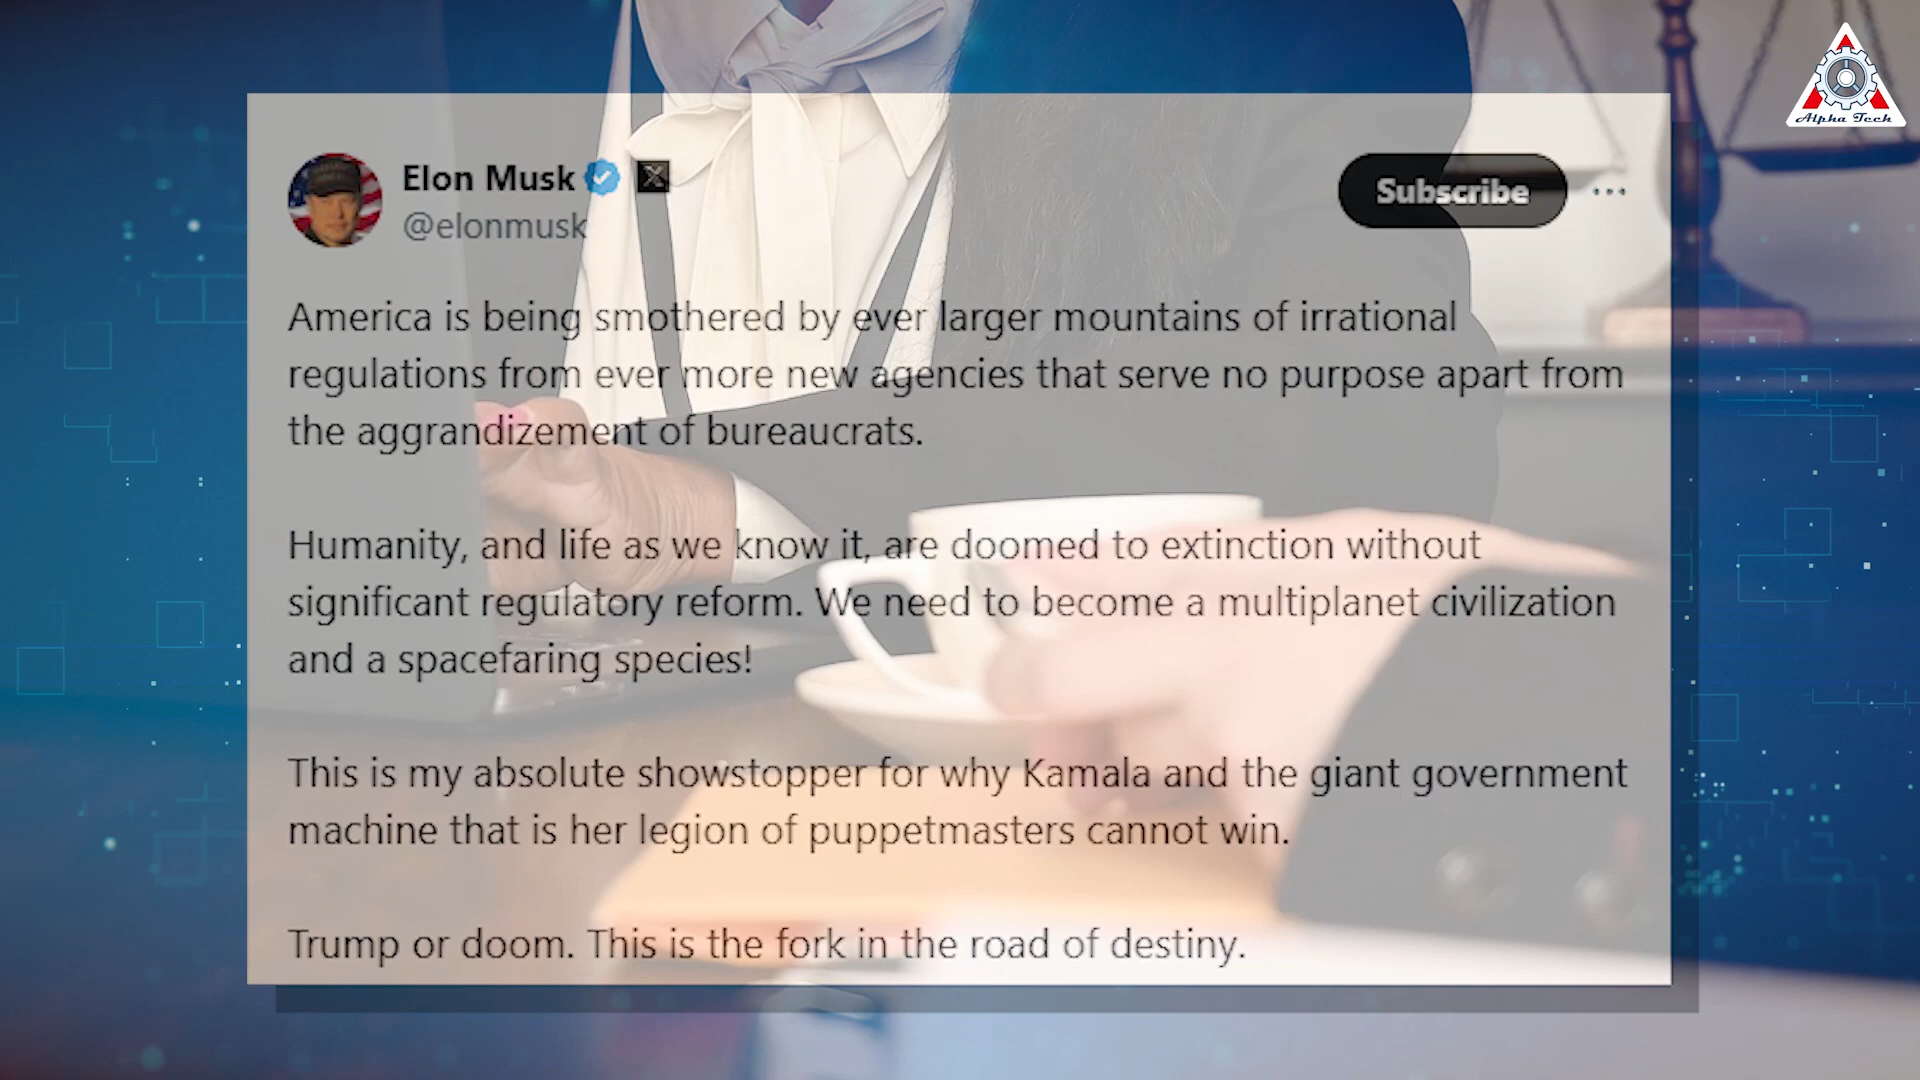 Alpha Tech
Elon Musk
@elonmusk
Subscribe
America is being smothered by ever larger mountains of irrational
regulations from ever more new agencies that serve no purpose apart from
the aggrandizement of bureaucrats.
Humanity, and life as we know it, are doomed to extinction without
significant regulatory reform. We need to become a multiplanet civilization
and a spacefaring species!
This is my absolute showstopper for why Kamala and the giant government
machine that is her legion of puppetmasters cannot win.
Trump or doom. This is the fork in the road of destiny.